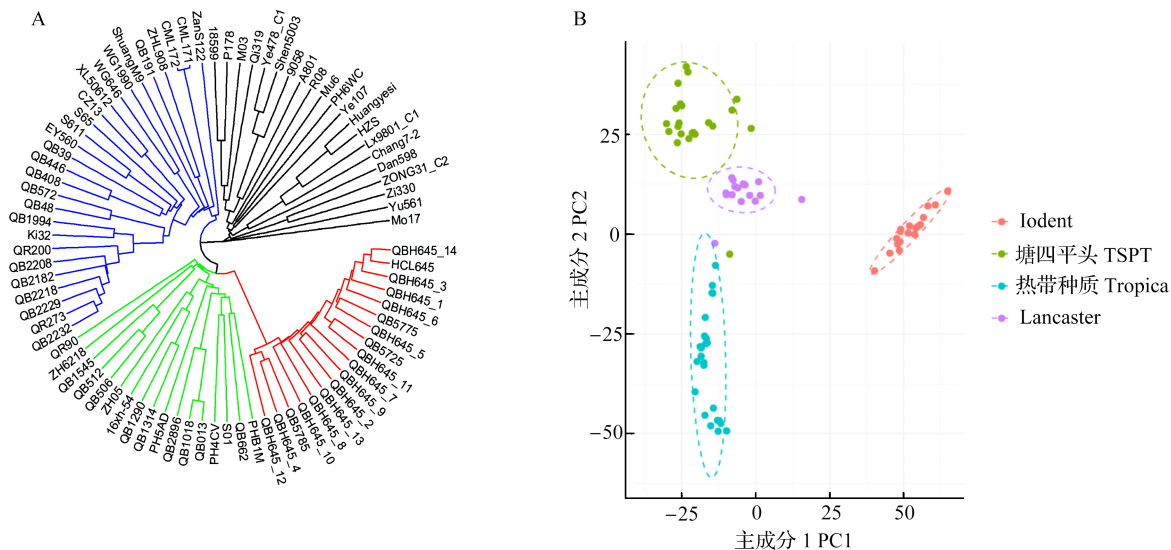 A
ZanS122
18599
P178
M03
Qi319
Ye478_C1
Shen5003
9058
A801
R08
Mu6
PH6WC
Ye107
Huangyesi
HZS
Lx9801_C1
Chang7-2
Dan598
ZONG31_C2
Zi330
Yu561
Mo17
QBH645_14
HCL645
QBH645_3
QBH645_1
QBH645_6
QB5775
QBH645_5
QB5725
QBH645_11
QBH645_7
QBH645_9
QBH645_2
QBH645_13
QBH645_8
QBH645_10
QB5785
QBH645_4
QBH645_12
PHB1M
QB662
S01
PH4CV
QB013
QB1018
QB2896
PH5AD
QB1314
QB1290
16xh-54
ZH05
QB506
QB512
QB1545
ZH6218
QR90
QB2232
QR273
QB2229
QB2218
QB2182
QB2208
QR200
Ki32
QB1994
QB48
QB572
QB408
QB446
QB39
EY560
S611
S65
CZ13
XL50612
WG646
WG1990
ShuangM9
QB191
ZHL908
CML172
CML171
B
主成分 2 PC2
25
0
−25
−50
−25
0
25
50
主成分 1 PC1
Iodent
塘四平头 TSPT
热带种质 Tropica
Lancaster